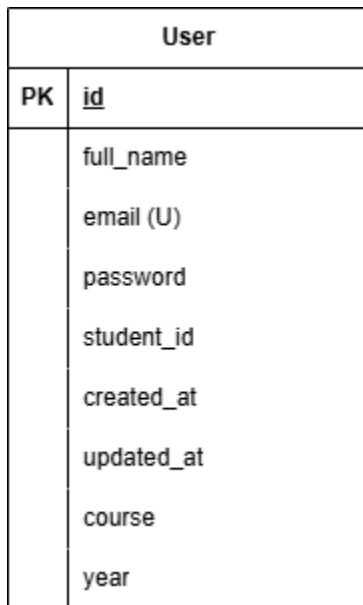 User
PK id
full_name
email (U)
password
student_id
created_at
updated_at
course
year